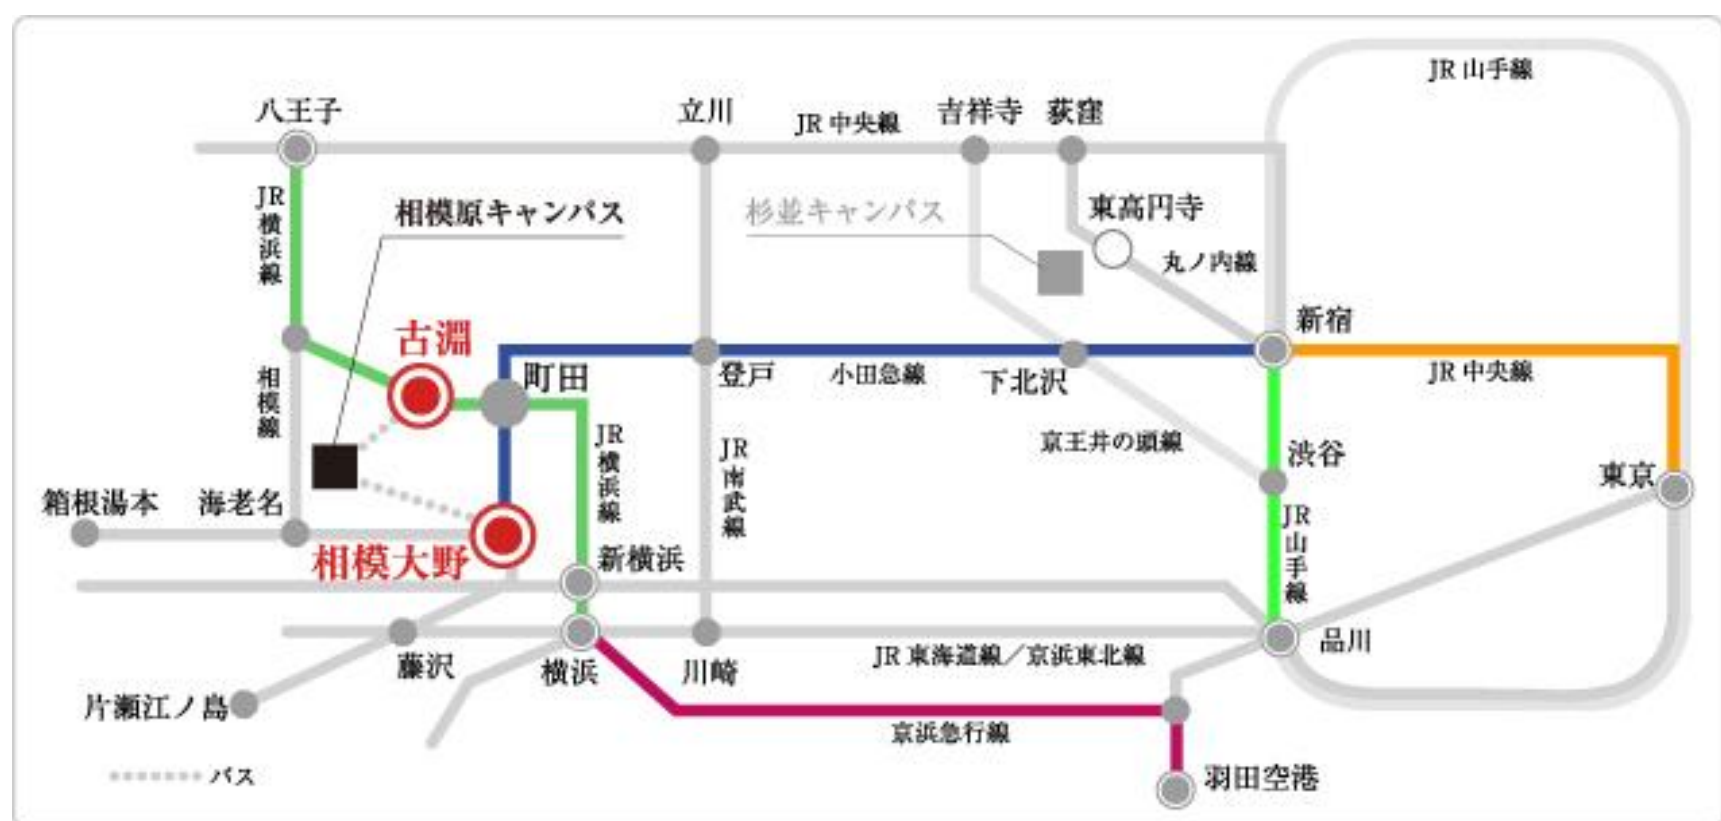 JR 山手線
八王子
立川
JR 中央線
吉祥寺
荻窪
JR横浜線
相模原キャンパス
杉並キャンパス
東高円寺
丸ノ内線
新宿
古淵
町田
登戸
小田急線
下北沢
JR 中央線
相模線
JR横浜線
JR南武線
京王井の頭線
渋谷
東京
箱根湯本
海老名
相模大野
新横浜
JR山手線
藤沢
横浜
川崎
JR 東海道線／京浜東北線
品川
片瀬江ノ島
京浜急行線
バス
羽田空港